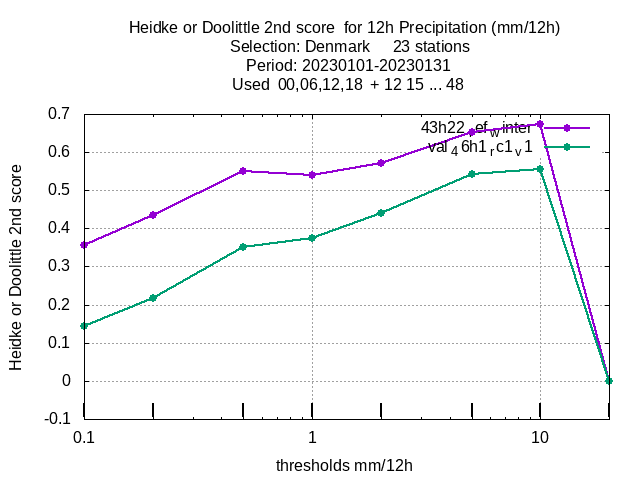 Heidke or Doolittle 2nd score for 12h Precipitation (mm/12h)
Selection: Denmark 23 stations
Period: 20230101-20230131
Used 00,06,12,18 + 12 15 ... 48
0.7
0.6
0.5
0.4
0.3
0.2
0.1
0
-0.1
0.1
1
10
Heidke or Doolittle 2nd score
thresholds mm/12h
val_46h1_rc1_v1